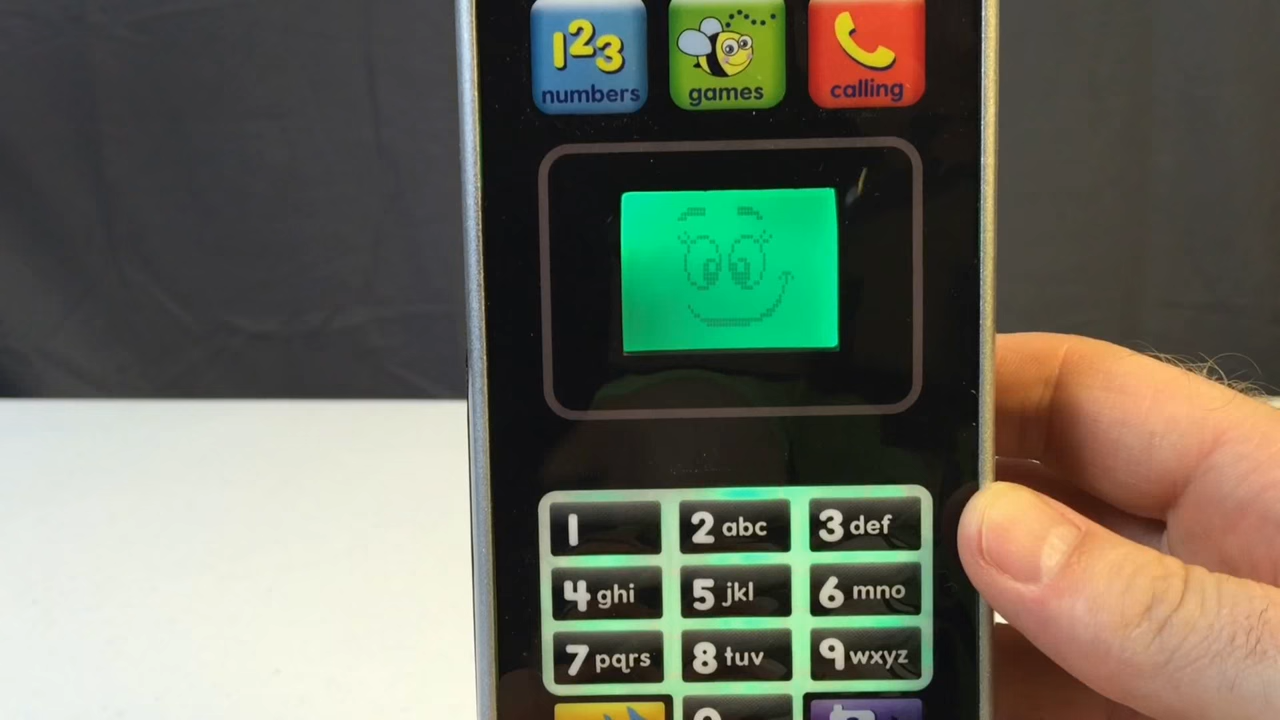 123
numbers
games
calling
1
2 abc
3 def
4 ghi
5 jkl
6 mno
7 pqrs
8 tuv
9 wxyz